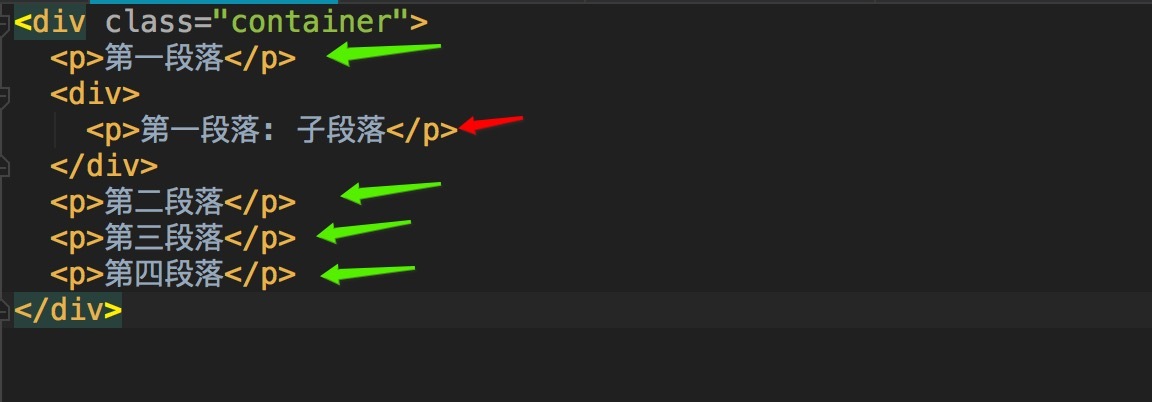 <div class="container">
  <p>第一段落</p>
  <div>
    <p>第一段落: 子段落</p>
  </div>
  <p>第二段落</p>
  <p>第三段落</p>
  <p>第四段落</p>
</div>